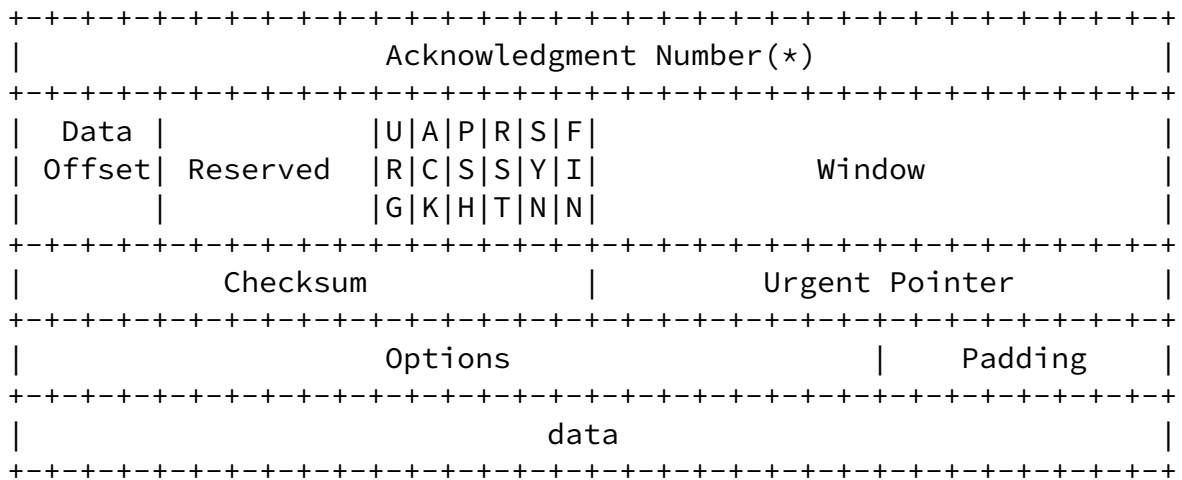 +-+-+-+-+-+-+-+-+-+-+-+-+-+-+-+-+-+-+-+-+-+-+-+-+-+-+-+-+-+-+-+-+
|                    Acknowledgment Number(*)                   |
+-+-+-+-+-+-+-+-+-+-+-+-+-+-+-+-+-+-+-+-+-+-+-+-+-+-+-+-+-+-+-+-+
|  Data |           |U|A|P|R|S|F|                               |
| Offset| Reserved  |R|C|S|S|Y|I|            Window             |
|       |           |G|K|H|T|N|N|                               |
+-+-+-+-+-+-+-+-+-+-+-+-+-+-+-+-+-+-+-+-+-+-+-+-+-+-+-+-+-+-+-+-+
|           Checksum            |         Urgent Pointer        |
+-+-+-+-+-+-+-+-+-+-+-+-+-+-+-+-+-+-+-+-+-+-+-+-+-+-+-+-+-+-+-+-+
|                    Options                    |    Padding    |
+-+-+-+-+-+-+-+-+-+-+-+-+-+-+-+-+-+-+-+-+-+-+-+-+-+-+-+-+-+-+-+-+
|                             data                              |
+-+-+-+-+-+-+-+-+-+-+-+-+-+-+-+-+-+-+-+-+-+-+-+-+-+-+-+-+-+-+-+-+